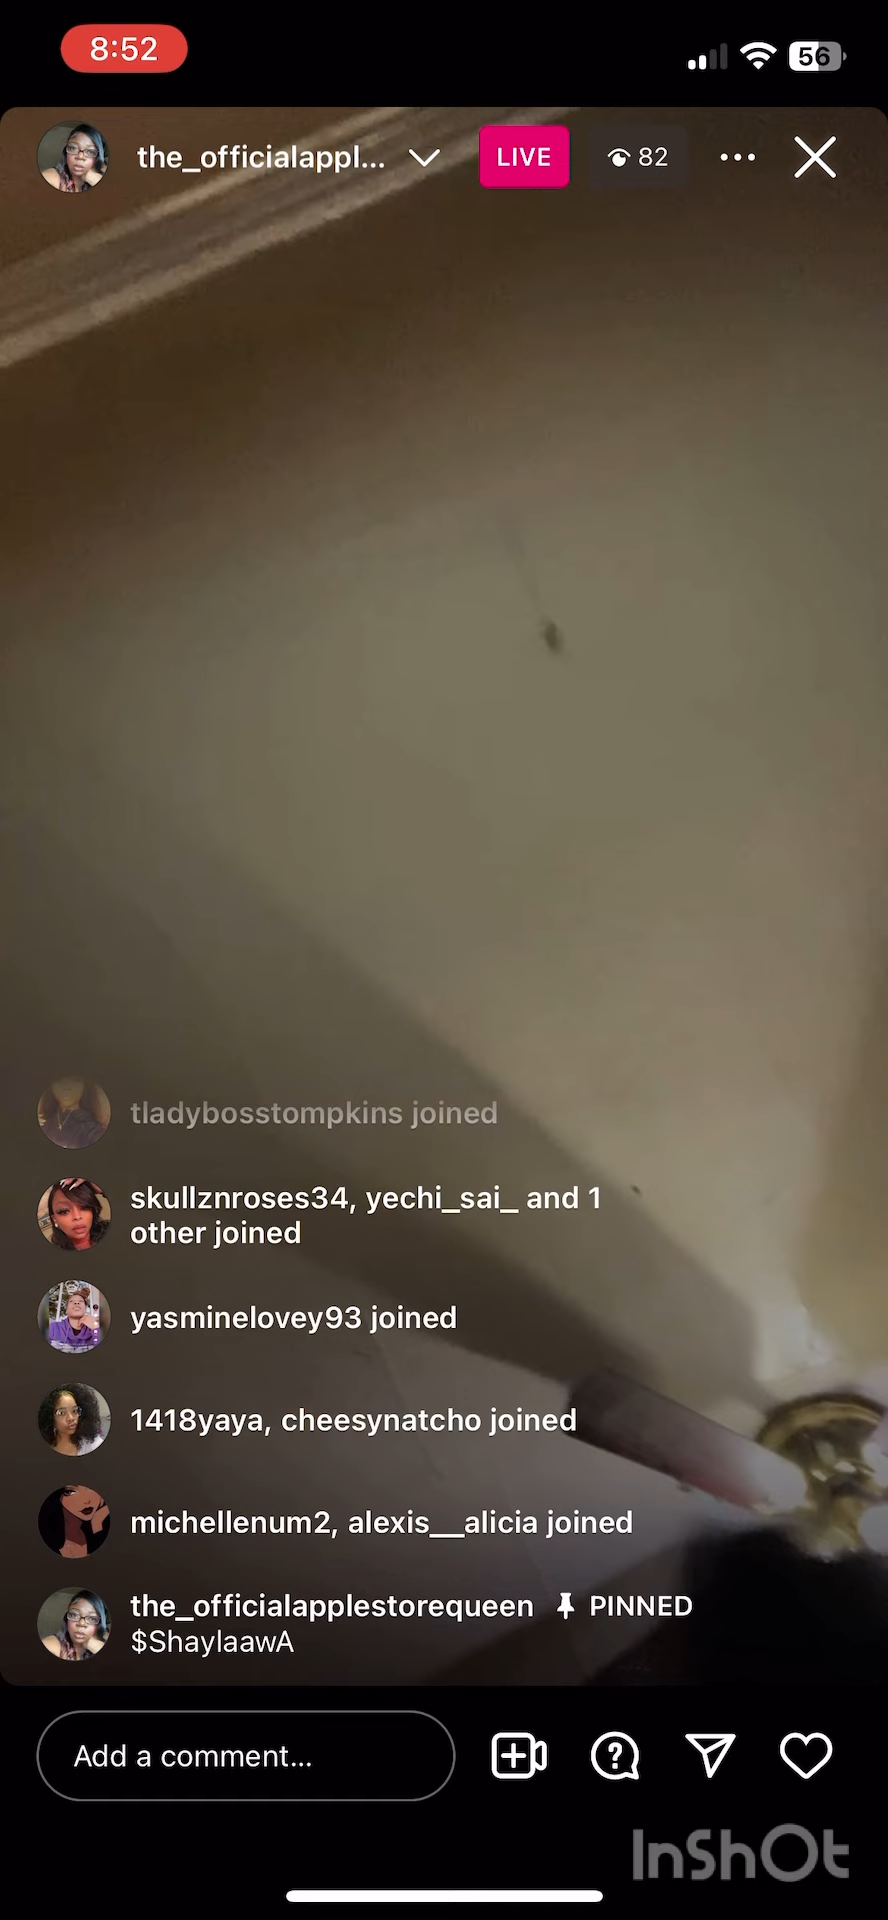 8:52
56
the_officialappl...
LIVE
82
tladybosstompkins joined
skullznroses34, yechi_sai_ and 1
other joined
yasminelovey93 joined
1418yaya, cheesynatcho joined
michellenum2, alexis__alicia joined
the_officialapplestorequeen PINNED
$ShaylaawA
Add a comment...
InShOt